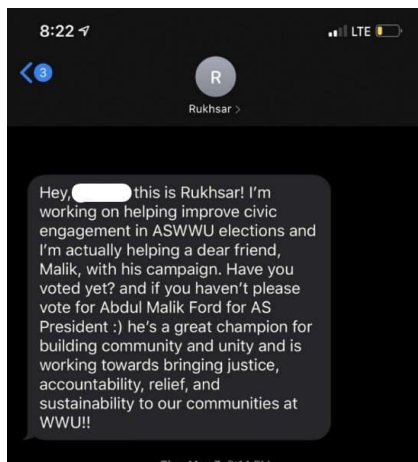 8:22
LTE
3
R
Rukhsar >
Hey, this is Rukhsar! I'm
working on helping improve civic
engagement in ASWWU elections and
I'm actually helping a dear friend,
Malik, with his campaign. Have you
voted yet? and if you haven't please
vote for Abdul Malik Ford for AS
President :) he's a great champion for
building community and unity and is
working towards bringing justice,
accountability, relief, and
sustainability to our communities at
WWU!!